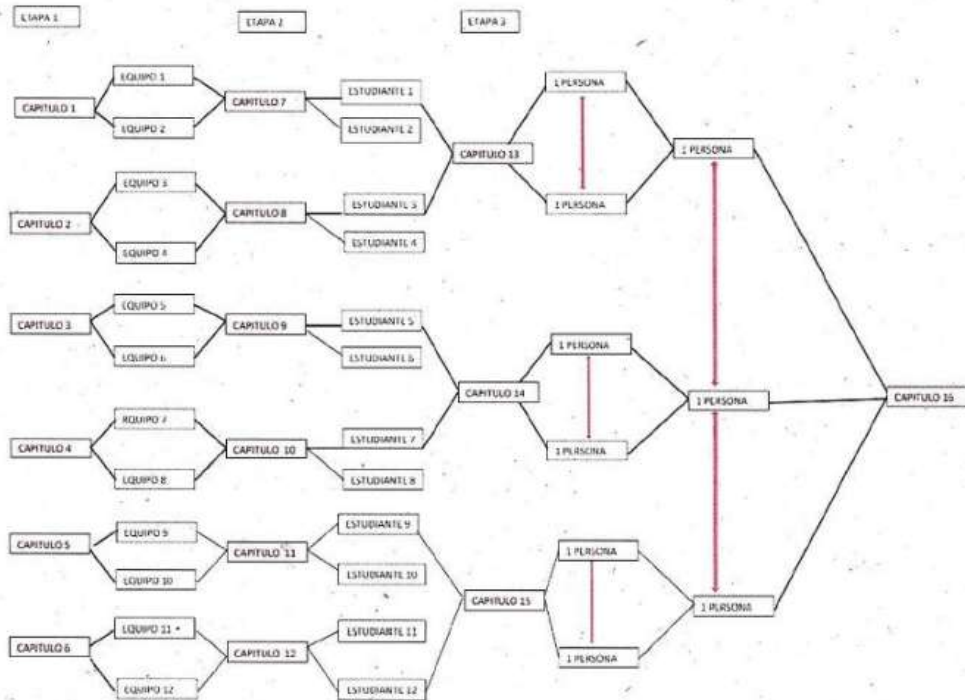 ETAPA 1
ETAPA 2
ETAPA 3
CAPITULO 1
EQUIPO 1
EQUIPO 2
CAPITULO 7
ESTUDIANTE 1
ESTUDIANTE 2
CAPITULO 2
EQUIPO 3
EQUIPO 4
CAPITULO 8
ESTUDIANTE 3
ESTUDIANTE 4
CAPITULO 13
1 PERSONA
1 PERSONA
1 PERSONA
CAPITULO 3
EQUIPO 5
EQUIPO 6
CAPITULO 9
ESTUDIANTE 5
ESTUDIANTE 6
CAPITULO 4
RQUIPO 7
EQUIPO 8
CAPITULO 10
ESTUDIANTE 7
ESTUDIANTE 8
CAPITULO 14
1 PERSONA
1 PERSONA
1 PERSONA
CAPITULO 5
EQUIPO 9
EQUIPO 10
CAPITULO 11
ESTUDIANTE 9
ESTUDIANTE 10
CAPITULO 6
EQUIPO 11
EQUIPO 12
CAPITULO 12
ESTUDIANTE 11
ESTUDIANTE 12
CAPITULO 15
1 PERSONA
1 PERSONA
1 PERSONA
CAPITULO 16